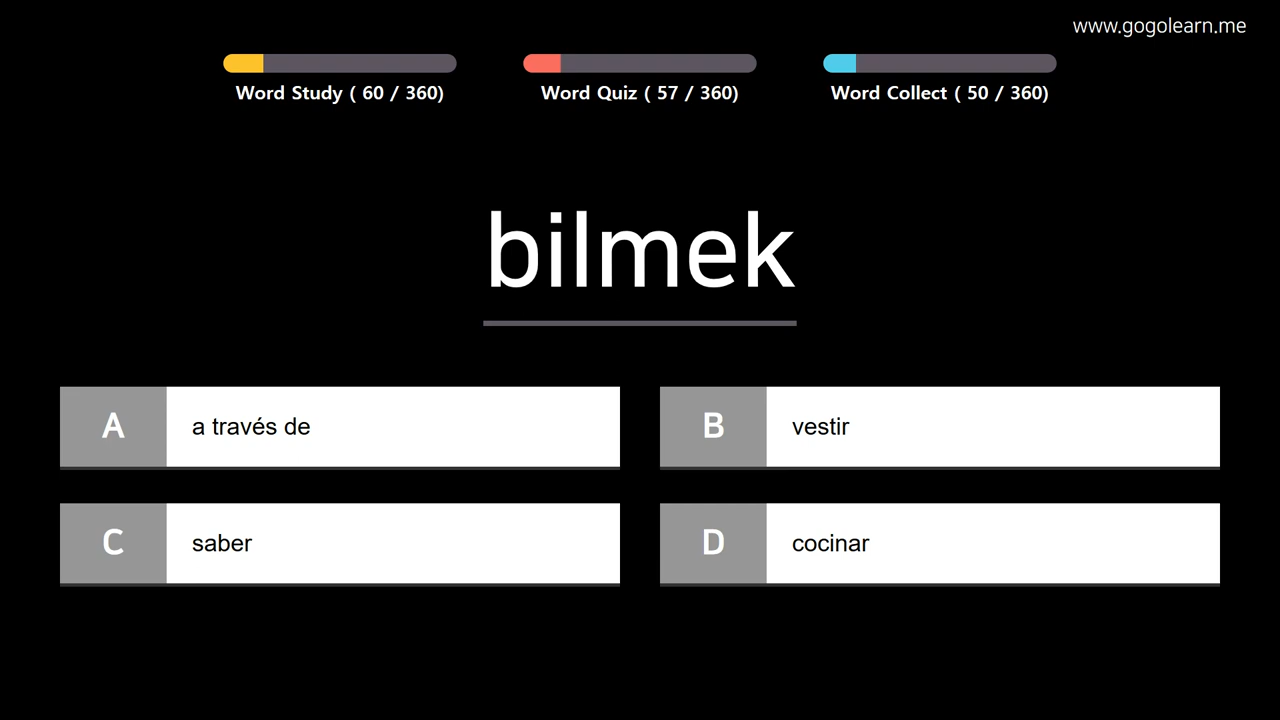 www.gogolearn.me
Word Study ( 60 / 360)
Word Quiz ( 57 / 360)
Word Collect ( 50 / 360)
bilmek
A a través de
B vestir
C saber
D cocinar